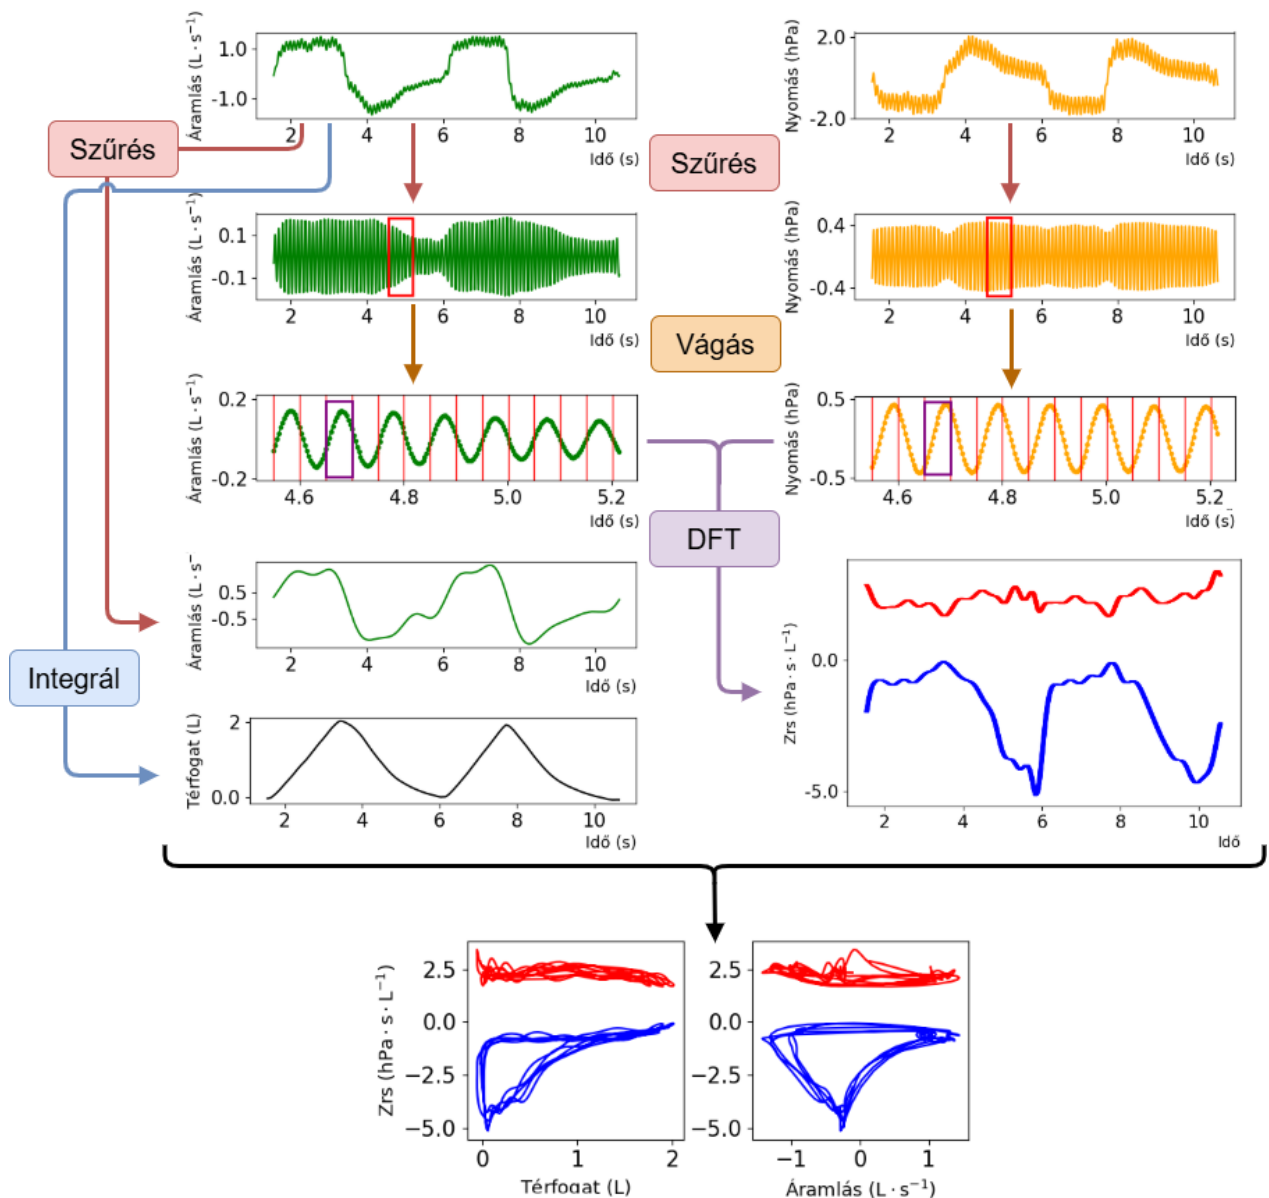 Áramlás (L · s⁻¹)
1.0
-1.0
2
4
6
8
10
Idő (s)
Nyomás (hPa)
2.0
-2.0
2
4
6
8
10
Idő (s)
Szűrés
Szűrés
Áramlás (L · s⁻¹)
0.1
-0.1
2
4
6
8
10
Idő (s)
Nyomás (hPa)
0.4
-0.4
2
4
6
8
10
Idő (s)
Vágás
Áramlás (L · s⁻¹)
0.2
-0.2
4.6
4.8
5.0
5.2
Idő (s)
Nyomás (hPa)
0.5
-0.5
4.6
4.8
5.0
5.2
Idő (s)
DFT
Áramlás (L · s⁻
0.5
-0.5
2
4
6
8
10
Idő (s)
Integrál
Térfogat (L)
2
0.0
2
4
6
8
10
Idő (s)
Zrs (hPa · s · L⁻¹)
0.0
-5.0
2
4
6
8
10
Idő
Zrs (hPa · s · L⁻¹)
2.5
0.0
−2.5
−5.0
0
1
2
Térfogat (L)
2.5
0.0
−2.5
−5.0
−1
0
1
Áramlás (L · s⁻¹)